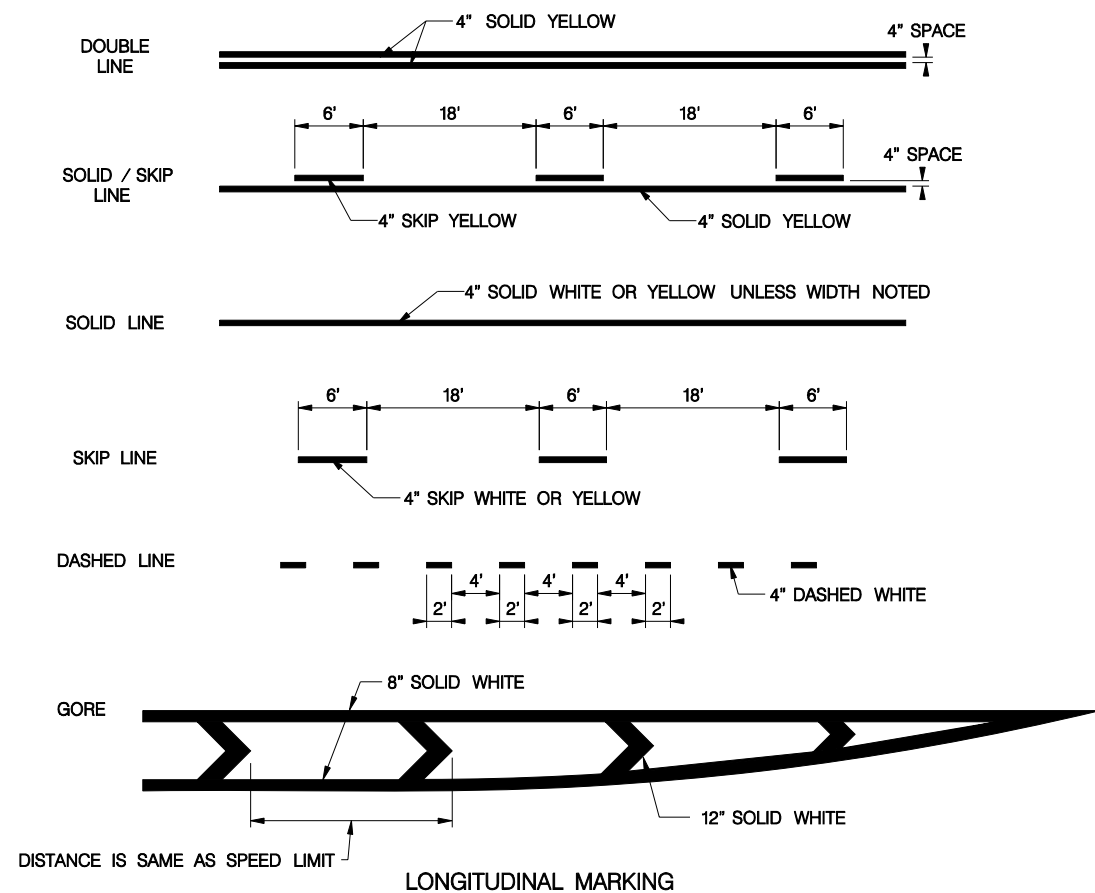 4" SOLID YELLOW
4" SPACE
DOUBLE
LINE
6' 18' 6' 18' 6'
4" SPACE
SOLID / SKIP
LINE
4" SKIP YELLOW
4" SOLID YELLOW
4" SOLID WHITE OR YELLOW UNLESS WIDTH NOTED
SOLID LINE
6' 18' 6' 18' 6'
SKIP LINE
4" SKIP WHITE OR YELLOW
DASHED LINE
4' 4' 4'
4" DASHED WHITE
2' 2' 2' 2'
8" SOLID WHITE
GORE
12" SOLID WHITE
DISTANCE IS SAME AS SPEED LIMIT
LONGITUDINAL MARKING